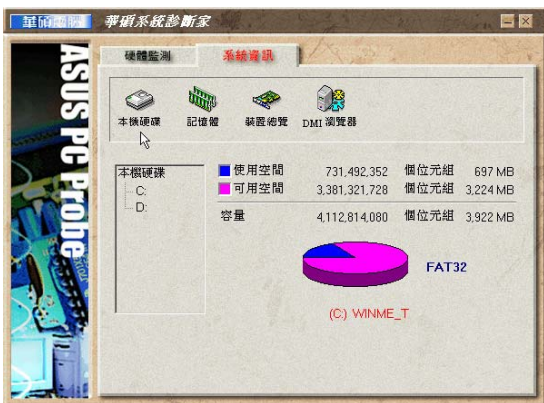 華碩電腦 華碩系統診斷家
ASUS PC Probe
硬體監測 系統資訊
本機硬碟 記憶體 裝置總覽 DMI 瀏覽器
本機硬碟
C:
D:
使用空間 731,492,352 個位元組 697 MB
可用空間 3,381,321,728 個位元組 3,224 MB
容量 4,112,814,080 個位元組 3,922 MB
FAT32
(C:) WINME_T